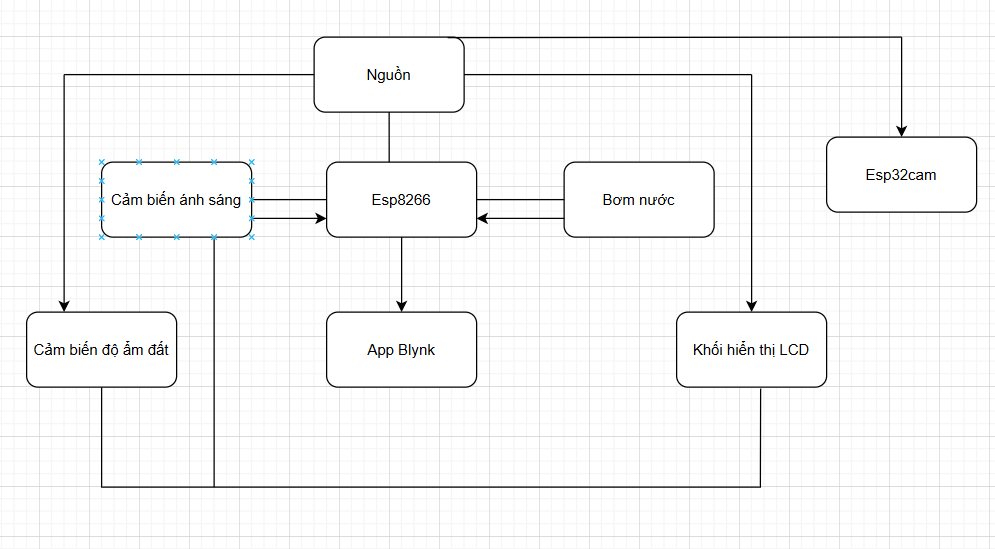 Nguồn
Esp32cam
Cảm biến ánh sáng
Esp8266
Bơm nước
Cảm biến độ ẩm đất
App Blynk
Khối hiển thị LCD